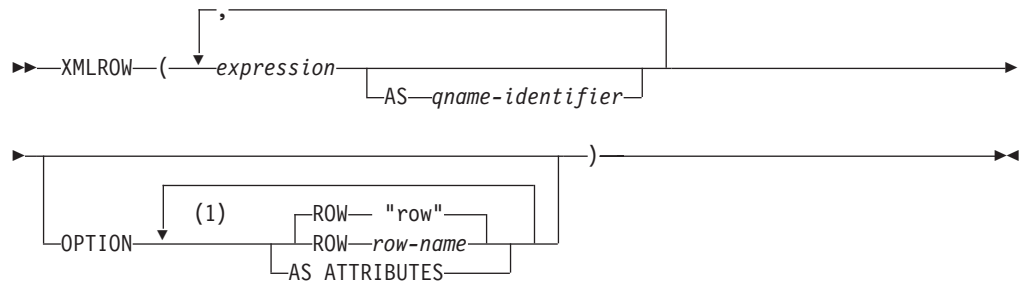 ,
XMLROW ( expression
AS qname-identifier
)
(1) ROW "row"
OPTION ROW row-name
AS ATTRIBUTES